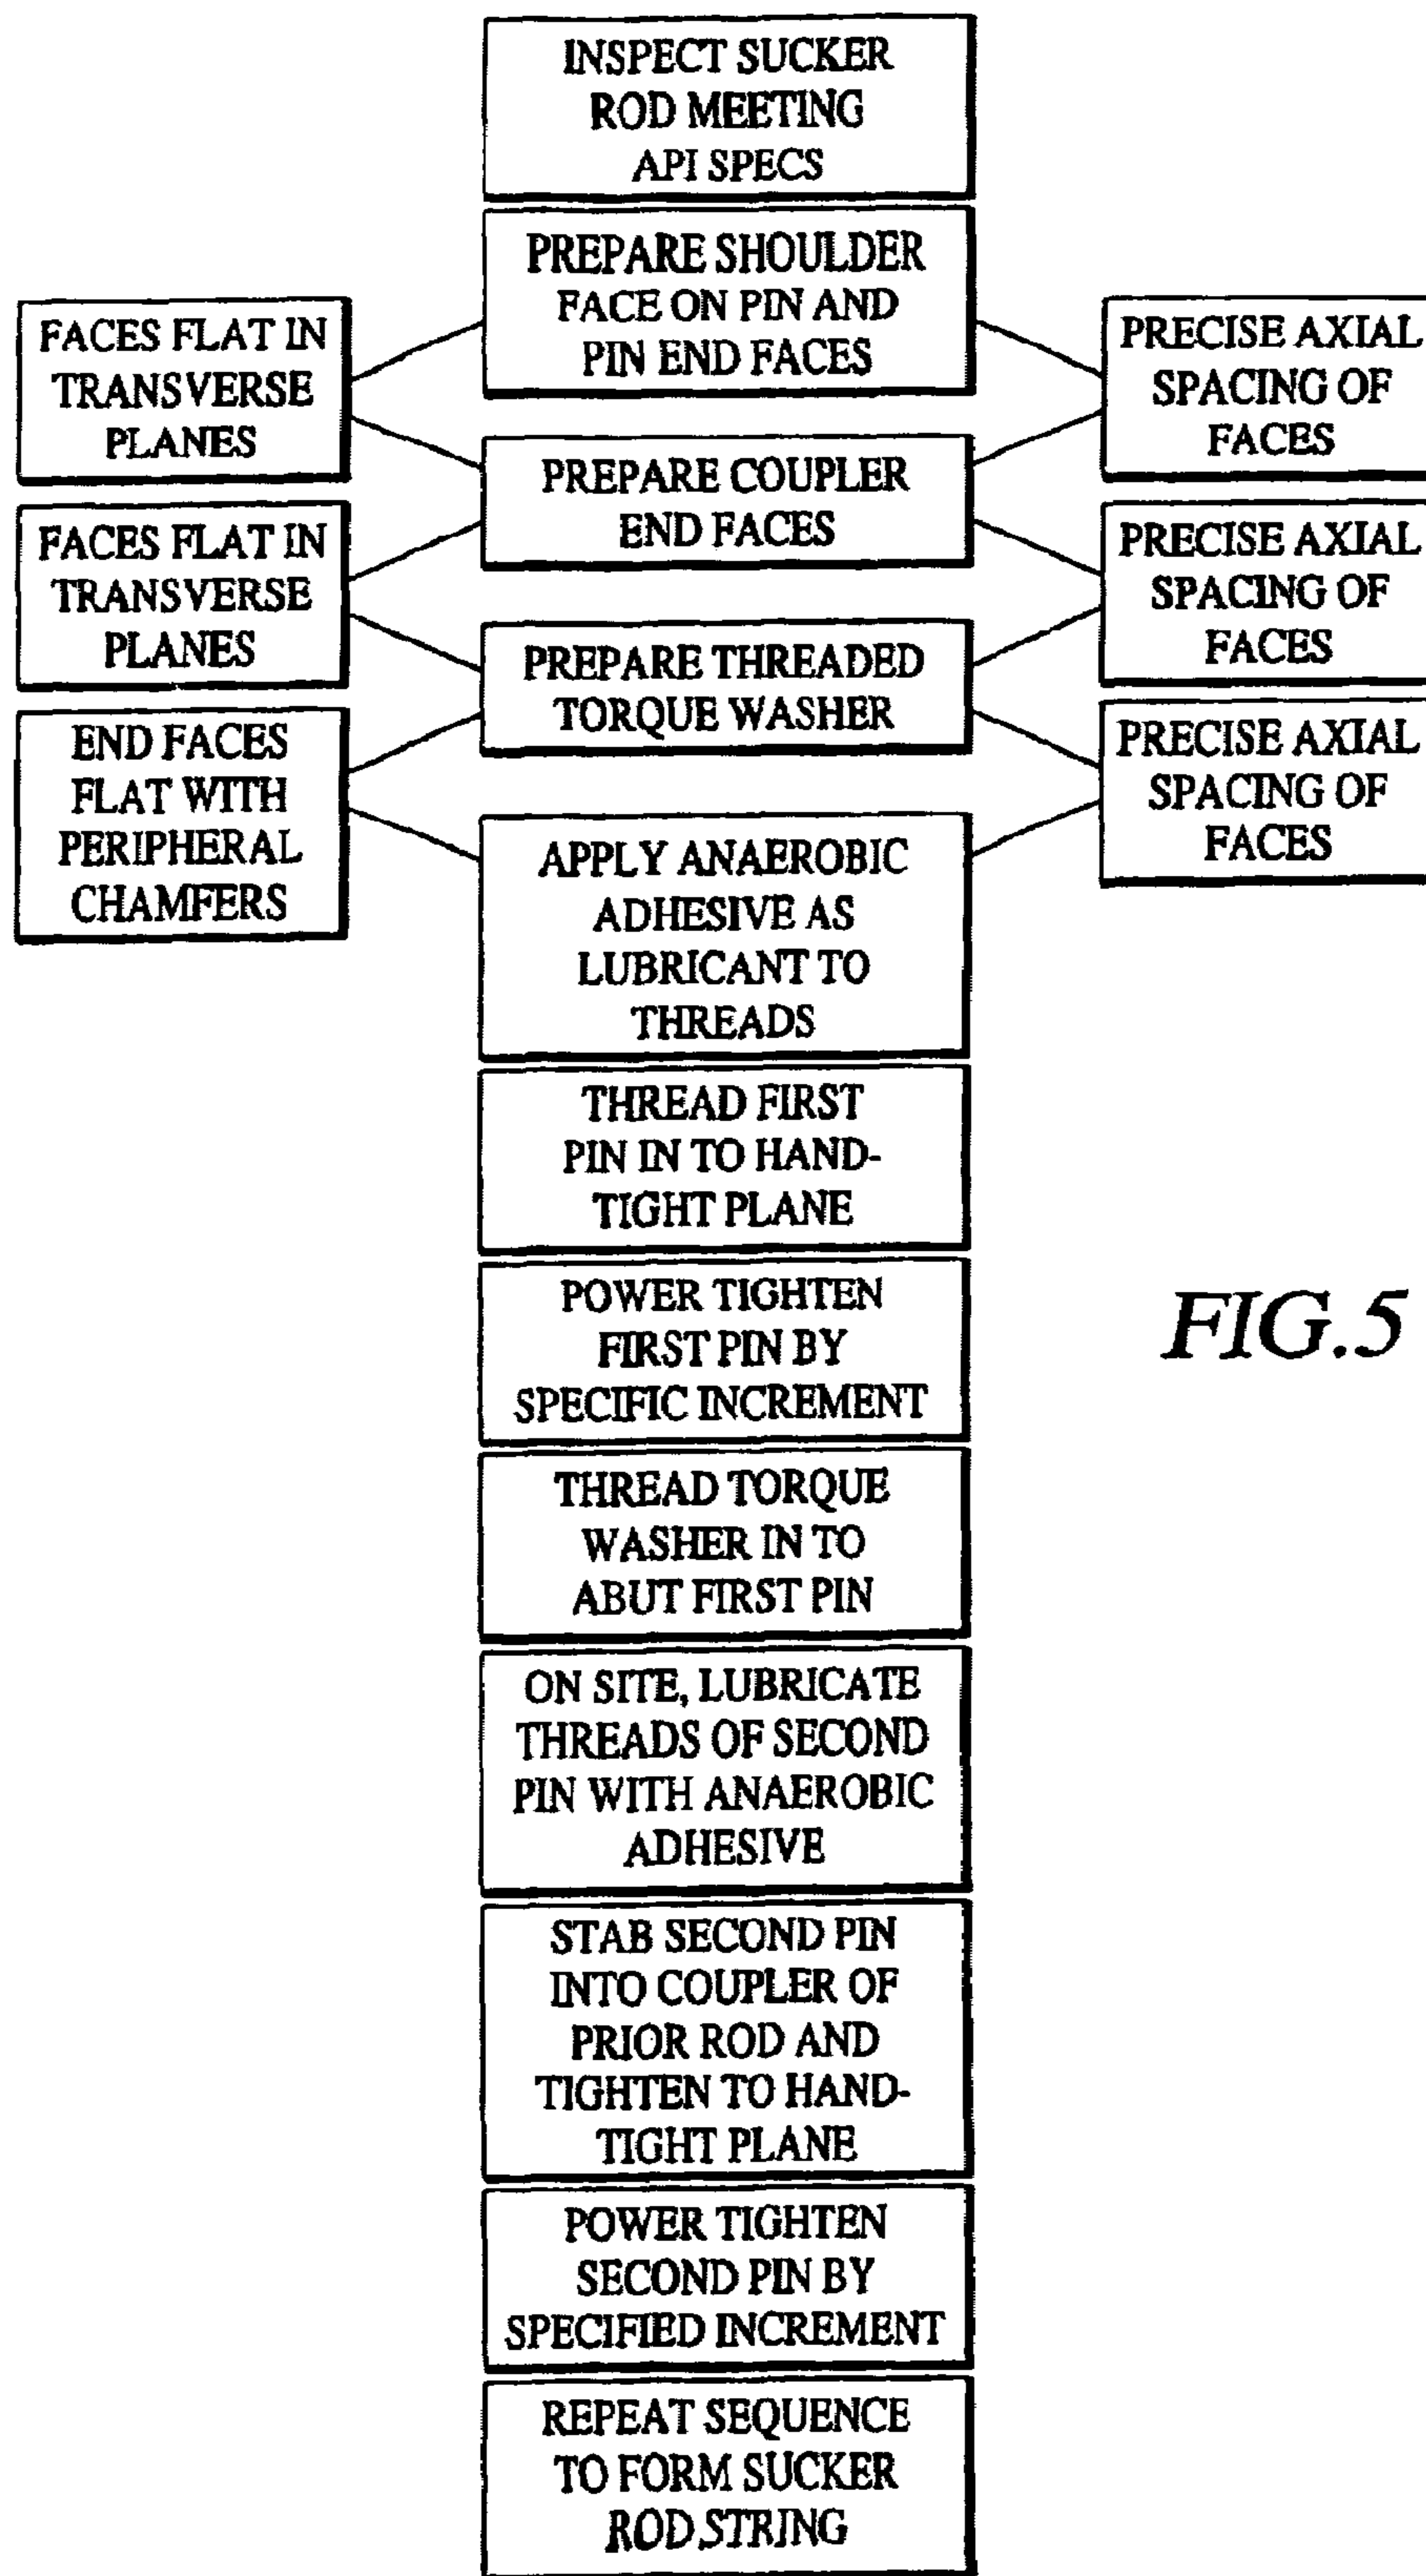 INSPECT SUCKER
ROD MEETING
API SPECS
PREPARE SHOULDER
FACE ON PIN AND
PIN END FACES
FACES FLAT IN
TRANSVERSE
PLANES
PRECISE AXIAL
SPACING OF
FACES
PREPARE COUPLER
END FACES
FACES FLAT IN
TRANSVERSE
PLANES
PRECISE AXIAL
SPACING OF
FACES
PREPARE THREADED
TORQUE WASHER
END FACES
FLAT WITH
PERIPHERAL
CHAMFERS
PRECISE AXIAL
SPACING OF
FACES
APPLY ANAEROBIC
ADHESIVE AS
LUBRICANT TO
THREADS
THREAD FIRST
PIN IN TO HAND-
TIGHT PLANE
POWER TIGHTEN
FIRST PIN BY
SPECIFIC INCREMENT
FIG.5
THREAD TORQUE
WASHER IN TO
ABUT FIRST PIN
ON SITE, LUBRICATE
THREADS OF SECOND
PIN WITH ANAEROBIC
ADHESIVE
STAB SECOND PIN
INTO COUPLER OF
PRIOR ROD AND
TIGHTEN TO HAND-
TIGHT PLANE
POWER TIGHTEN
SECOND PIN BY
SPECIFIED INCREMENT
REPEAT SEQUENCE
TO FORM SUCKER
ROD STRING